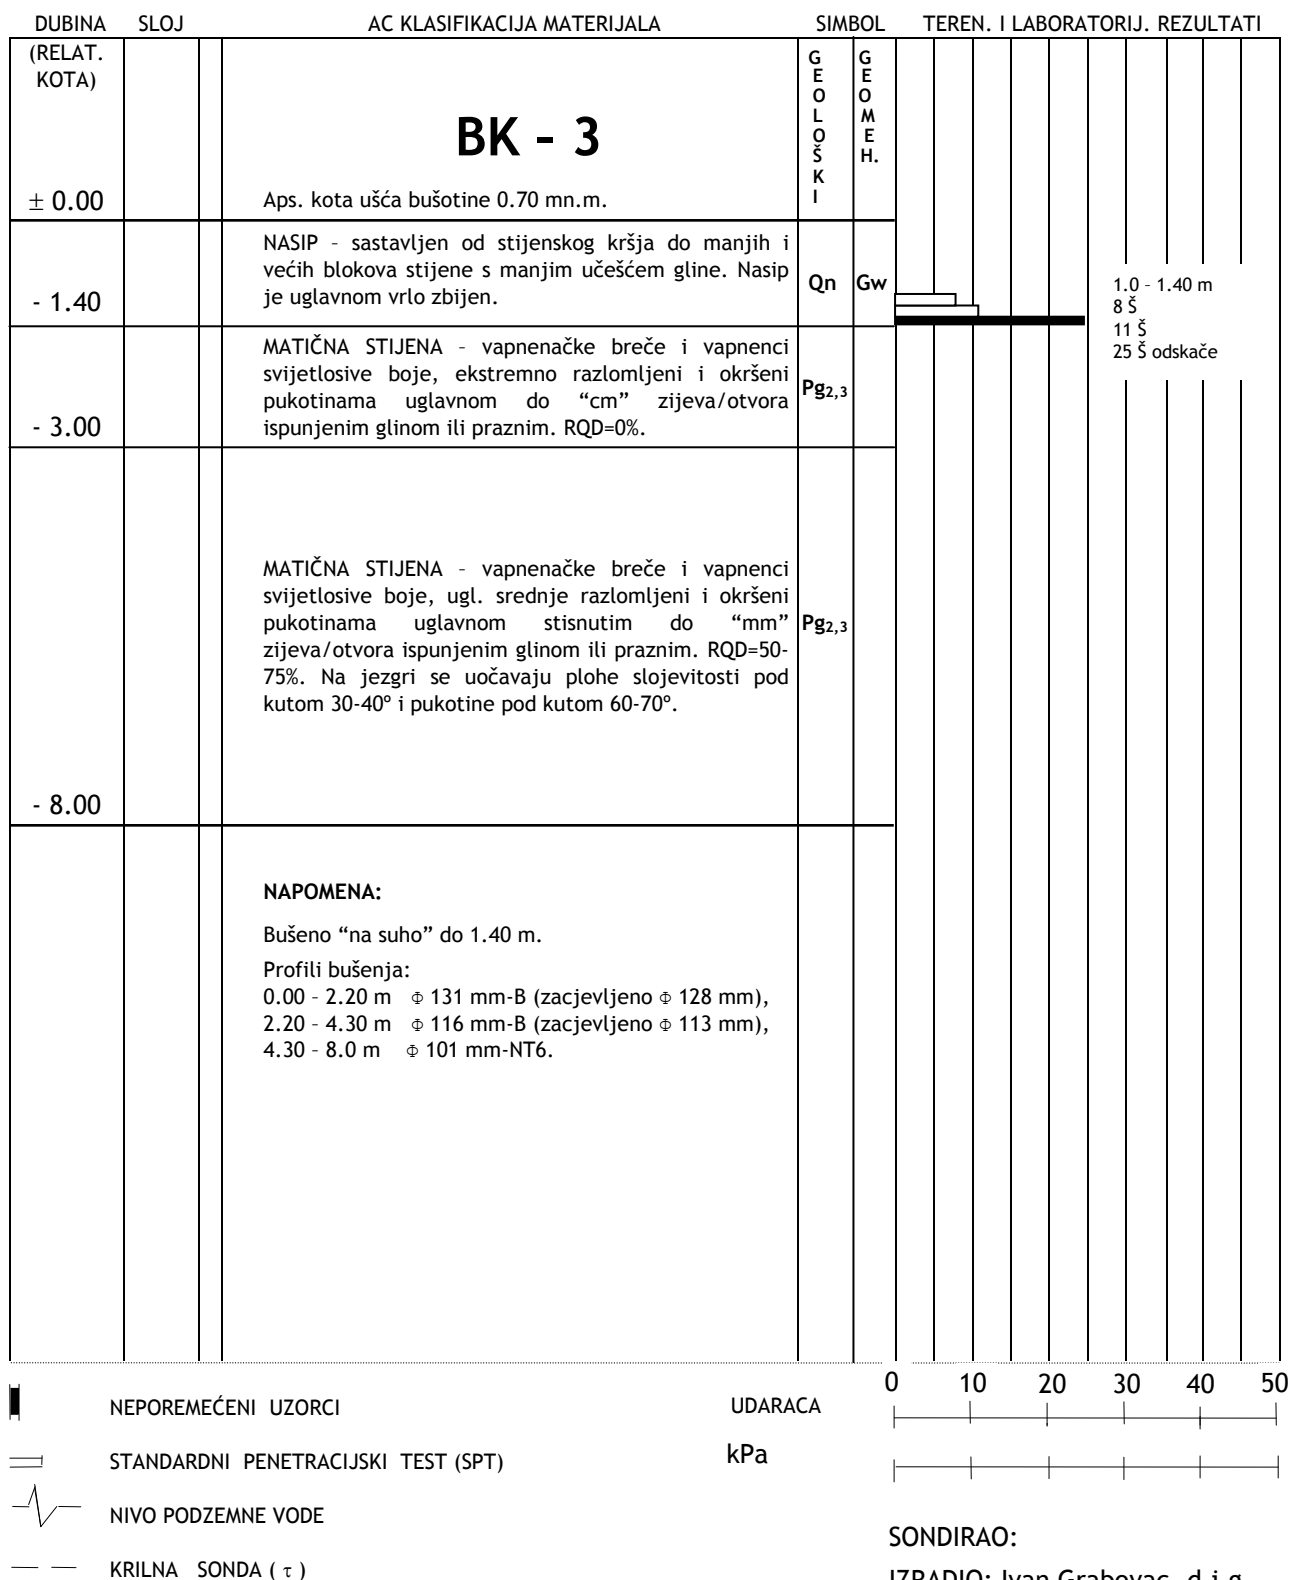 DUBINA SLOJ AC KLASIFIKACIJA MATERIJALA SIMBOL TEREN. I LABORATORIJ. REZULTATI
(RELAT.
KOTA)
GEOLOŠKI
GEOMEH.
BK - 3
± 0.00
Aps. kota ušća bušotine 0.70 mn.m.
NASIP – sastavljen od stijenskog kršja do manjih i
većih blokova stijene s manjim učešćem gline. Nasip
je uglavnom vrlo zbijen.
- 1.40
Qn Gw
1.0 – 1.40 m
8 Š
11 Š
25 Š odskače
MATIČNA STIJENA – vapnenačke breče i vapnenci
svijetlosive boje, ekstremno razlomljeni i okršeni
pukotinama uglavnom do “cm” zijeva/otvora
ispunjenim glinom ili praznim. RQD=0%.
- 3.00
Pg2,3
MATIČNA STIJENA – vapnenačke breče i vapnenci
svijetlosive boje, ugl. srednje razlomljeni i okršeni
pukotinama uglavnom stisnutim do “mm”
zijeva/otvora ispunjenim glinom ili praznim. RQD=50-
75%. Na jezgri se uočavaju plohe slojevitosti pod
kutom 30-40º i pukotine pod kutom 60-70º.
Pg2,3
- 8.00
NAPOMENA:
Bušeno “na suho” do 1.40 m.
Profili bušenja:
0.00 – 2.20 m Φ 131 mm-B (zacjevljeno Φ 128 mm),
2.20 – 4.30 m Φ 116 mm-B (zacjevljeno Φ 113 mm),
4.30 – 8.0 m Φ 101 mm-NT6.
0 10 20 30 40 50
NEPOREMEĆENI UZORCI
UDARACA
STANDARDNI PENETRACIJSKI TEST (SPT)
kPa
NIVO PODZEMNE VODE
SONDIRAO:
KRILNA SONDA ( τ )
IZRADIO: Ivan Grabovac, d.i.g.